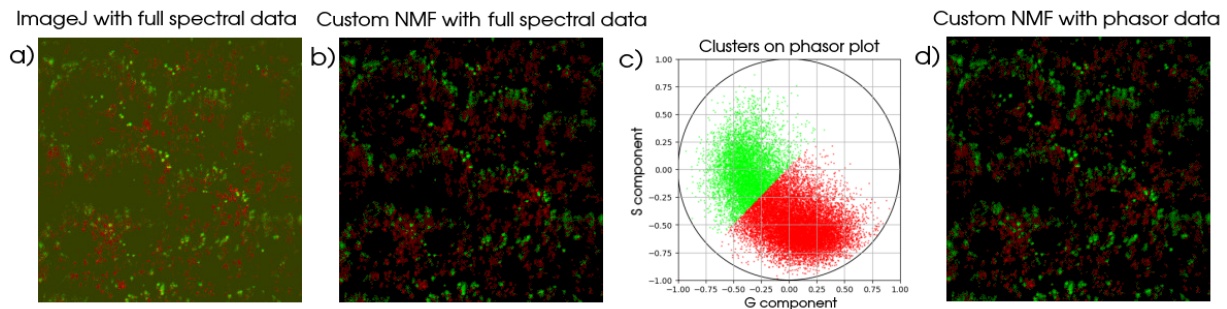 ImageJ with full spectral data
Custom NMF with full spectral data
Custom NMF with phasor data
a)
b)
c)
Clusters on phasor plot
d)
1.00
0.75
0.50
0.25
0.00
−0.25
−0.50
−0.75
−1.00
S component
−1.00 −0.75 −0.50 −0.25 0.00 0.25 0.50 0.75 1.00
G component